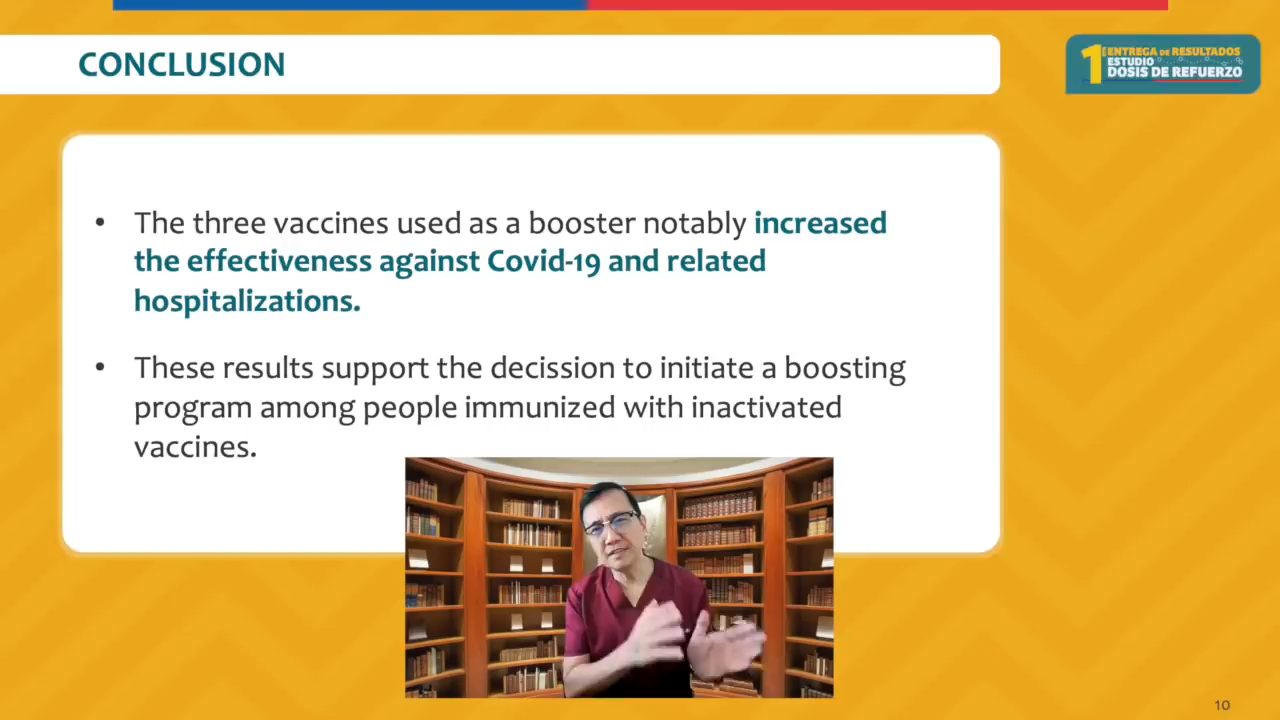 CONCLUSION
1 ENTREGA DE RESULTADOS
ESTUDIO
DOSIS DE REFUERZO
• The three vaccines used as a booster notably increased
the effectiveness against Covid-19 and related
hospitalizations.
• These results support the decission to initiate a boosting
program among people immunized with inactivated
vaccines.
10